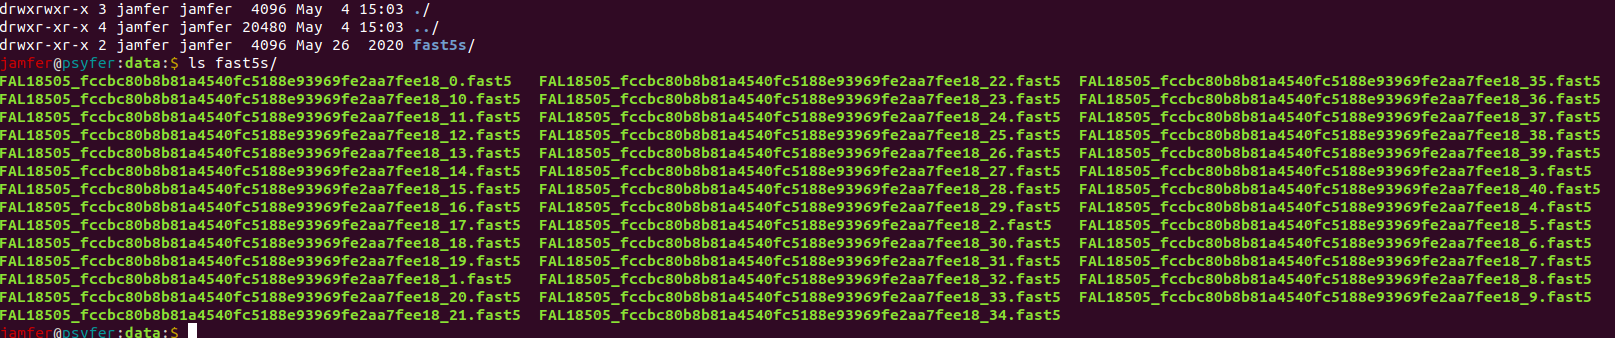 drwxrwxr-x 3 jamfer jamfer  4096 May  4 15:03 ./
drwxr-xr-x 4 jamfer jamfer 20480 May  4 15:03 ../
drwxr-xr-x 2 jamfer jamfer  4096 May 26  2020 fast5s/
jamfer@psyfer:data:$ ls fast5s/
FAL18505_fccbc80b8b81a4540fc5188e93969fe2aa7fee18_0.fast5   FAL18505_fccbc80b8b81a4540fc5188e93969fe2aa7fee18_22.fast5  FAL18505_fccbc80b8b81a4540fc5188e93969fe2aa7fee18_35.fast5
FAL18505_fccbc80b8b81a4540fc5188e93969fe2aa7fee18_10.fast5  FAL18505_fccbc80b8b81a4540fc5188e93969fe2aa7fee18_23.fast5  FAL18505_fccbc80b8b81a4540fc5188e93969fe2aa7fee18_36.fast5
FAL18505_fccbc80b8b81a4540fc5188e93969fe2aa7fee18_11.fast5  FAL18505_fccbc80b8b81a4540fc5188e93969fe2aa7fee18_24.fast5  FAL18505_fccbc80b8b81a4540fc5188e93969fe2aa7fee18_37.fast5
FAL18505_fccbc80b8b81a4540fc5188e93969fe2aa7fee18_12.fast5  FAL18505_fccbc80b8b81a4540fc5188e93969fe2aa7fee18_25.fast5  FAL18505_fccbc80b8b81a4540fc5188e93969fe2aa7fee18_38.fast5
FAL18505_fccbc80b8b81a4540fc5188e93969fe2aa7fee18_13.fast5  FAL18505_fccbc80b8b81a4540fc5188e93969fe2aa7fee18_26.fast5  FAL18505_fccbc80b8b81a4540fc5188e93969fe2aa7fee18_39.fast5
FAL18505_fccbc80b8b81a4540fc5188e93969fe2aa7fee18_14.fast5  FAL18505_fccbc80b8b81a4540fc5188e93969fe2aa7fee18_27.fast5  FAL18505_fccbc80b8b81a4540fc5188e93969fe2aa7fee18_3.fast5
FAL18505_fccbc80b8b81a4540fc5188e93969fe2aa7fee18_15.fast5  FAL18505_fccbc80b8b81a4540fc5188e93969fe2aa7fee18_28.fast5  FAL18505_fccbc80b8b81a4540fc5188e93969fe2aa7fee18_40.fast5
FAL18505_fccbc80b8b81a4540fc5188e93969fe2aa7fee18_16.fast5  FAL18505_fccbc80b8b81a4540fc5188e93969fe2aa7fee18_29.fast5  FAL18505_fccbc80b8b81a4540fc5188e93969fe2aa7fee18_4.fast5
FAL18505_fccbc80b8b81a4540fc5188e93969fe2aa7fee18_17.fast5  FAL18505_fccbc80b8b81a4540fc5188e93969fe2aa7fee18_2.fast5   FAL18505_fccbc80b8b81a4540fc5188e93969fe2aa7fee18_5.fast5
FAL18505_fccbc80b8b81a4540fc5188e93969fe2aa7fee18_18.fast5  FAL18505_fccbc80b8b81a4540fc5188e93969fe2aa7fee18_30.fast5  FAL18505_fccbc80b8b81a4540fc5188e93969fe2aa7fee18_6.fast5
FAL18505_fccbc80b8b81a4540fc5188e93969fe2aa7fee18_19.fast5  FAL18505_fccbc80b8b81a4540fc5188e93969fe2aa7fee18_31.fast5  FAL18505_fccbc80b8b81a4540fc5188e93969fe2aa7fee18_7.fast5
FAL18505_fccbc80b8b81a4540fc5188e93969fe2aa7fee18_1.fast5   FAL18505_fccbc80b8b81a4540fc5188e93969fe2aa7fee18_32.fast5  FAL18505_fccbc80b8b81a4540fc5188e93969fe2aa7fee18_8.fast5
FAL18505_fccbc80b8b81a4540fc5188e93969fe2aa7fee18_20.fast5  FAL18505_fccbc80b8b81a4540fc5188e93969fe2aa7fee18_33.fast5  FAL18505_fccbc80b8b81a4540fc5188e93969fe2aa7fee18_9.fast5
FAL18505_fccbc80b8b81a4540fc5188e93969fe2aa7fee18_21.fast5  FAL18505_fccbc80b8b81a4540fc5188e93969fe2aa7fee18_34.fast5
jamfer@psyfer:data:$